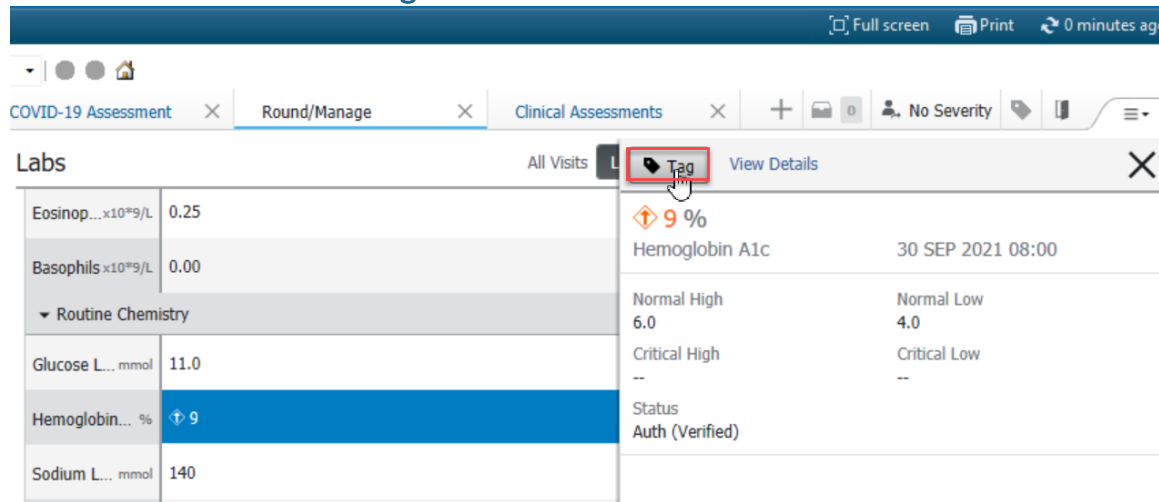 Full screen Print 0 minutes ago
COVID-19 Assessment Round/Manage Clinical Assessments 0 No Severity
Labs All Visits L Tag View Details
Eosinop...x10*9/L 0.25
9 %
Hemoglobin A1c 30 SEP 2021 08:00
Basophils x10*9/L 0.00
Normal High Normal Low
6.0 4.0
Routine Chemistry
Critical High Critical Low
-- --
Glucose L... mmol 11.0
Status
Auth (Verified)
Hemoglobin... % 9
Sodium L... mmol 140